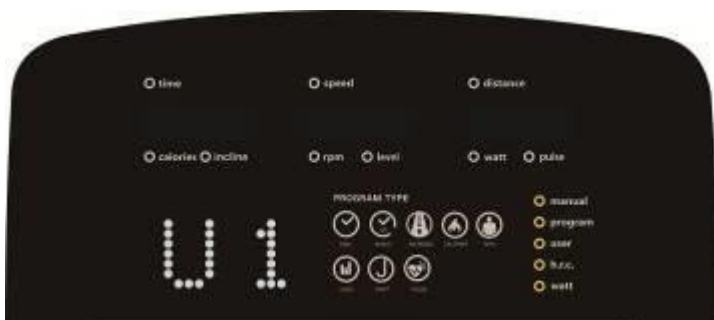 time speed distance
calories incline rpm level watt pulse
PROGRAM TYPE
manual
program
user
h.r.c.
watt
U1